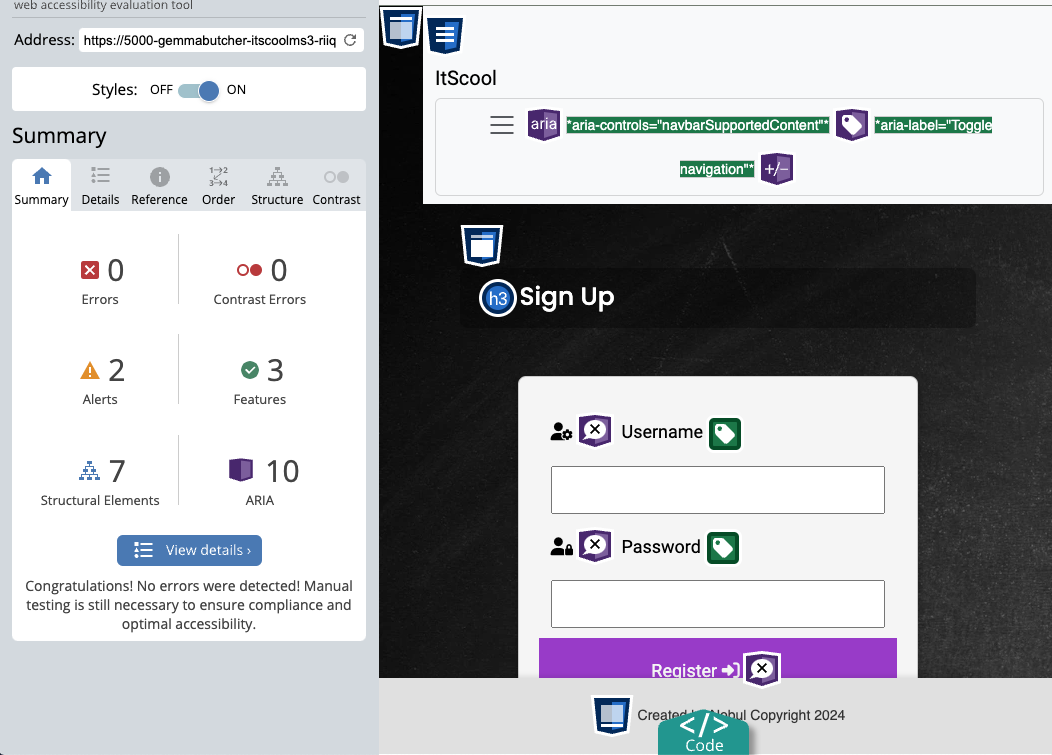 web accessibility evaluation tool
Address: https://5000-gemmabutcher-itscoolms3-riiq
Styles: OFF ON
Summary
Summary Details Reference Order Structure Contrast
0 Errors
0 Contrast Errors
2 Alerts
3 Features
7 Structural Elements
10 ARIA
View details ›
Congratulations! No errors were detected! Manual
testing is still necessary to ensure compliance and
optimal accessibility.
ItScool
aria *aria-controls="navbarSupportedContent"* *aria-label="Toggle
navigation"* +/-
h3 Sign Up
Username
Password
Register
Created by Nobul Copyright 2024
</> Code